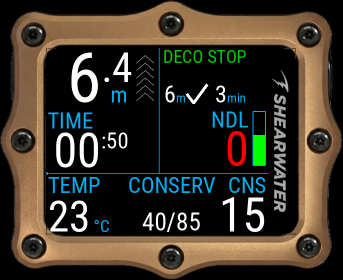 6.4 m
DECO STOP
6m ✓ 3min
TIME
00:50
NDL
0
SHEARWATER
TEMP CONSERV CNS
23 °C 40/85 15